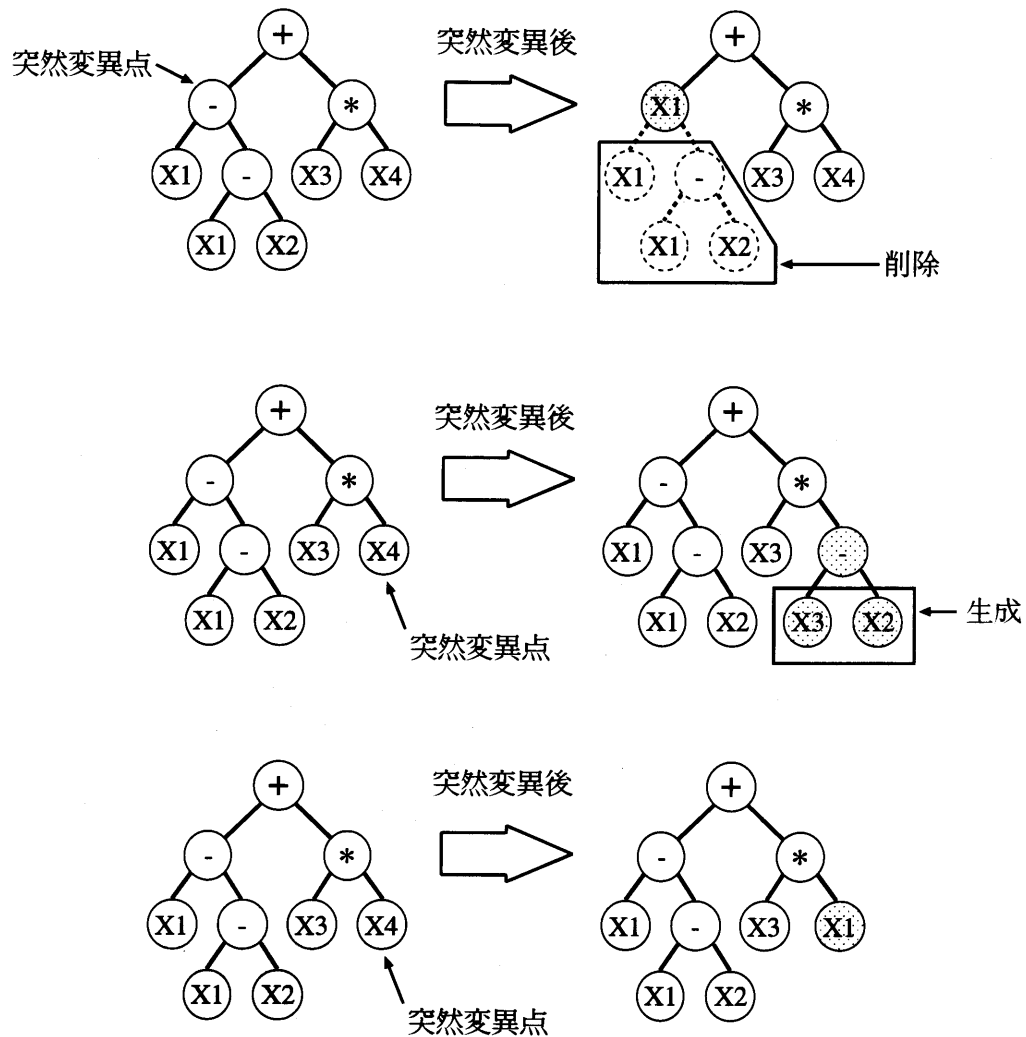 + 突然変異後 +
突然変異点
- * X1 *
X1 - X3 X4 X1 - X3 X4
X1 X2 X1 X2
削除
+ 突然変異後 +
- * - *
X1 - X3 X4 X1 - X3 -
X1 X2 X1 X2 X3 X2
生成
突然変異点
+ 突然変異後 +
- * - *
X1 - X3 X4 X1 - X3 X1
X1 X2 X1 X2
突然変異点